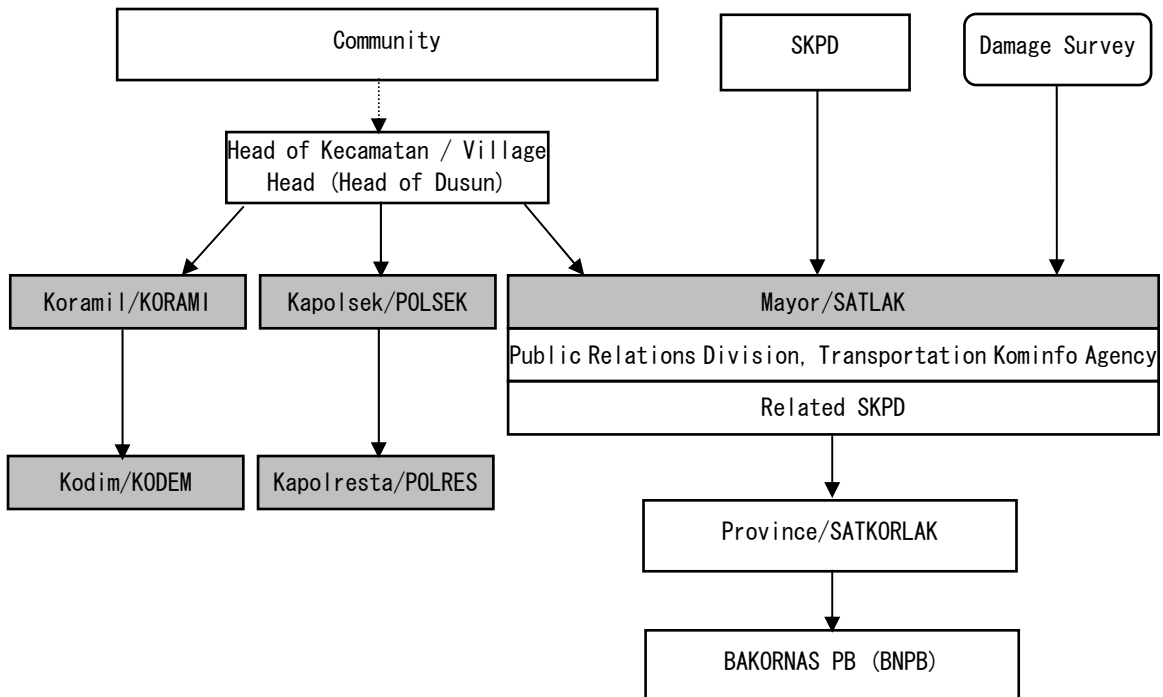 Community
SKPD
Damage Survey
Head of Kecamatan / Village
Head (Head of Dusun)
Koramil/KORAMI
Kapolsek/POLSEK
Mayor/SATLAK
Public Relations Division, Transportation Kominfo Agency
Related SKPD
Kodim/KODEM
Kapolresta/POLRES
Province/SATKORLAK
BAKORNAS PB (BNPB)